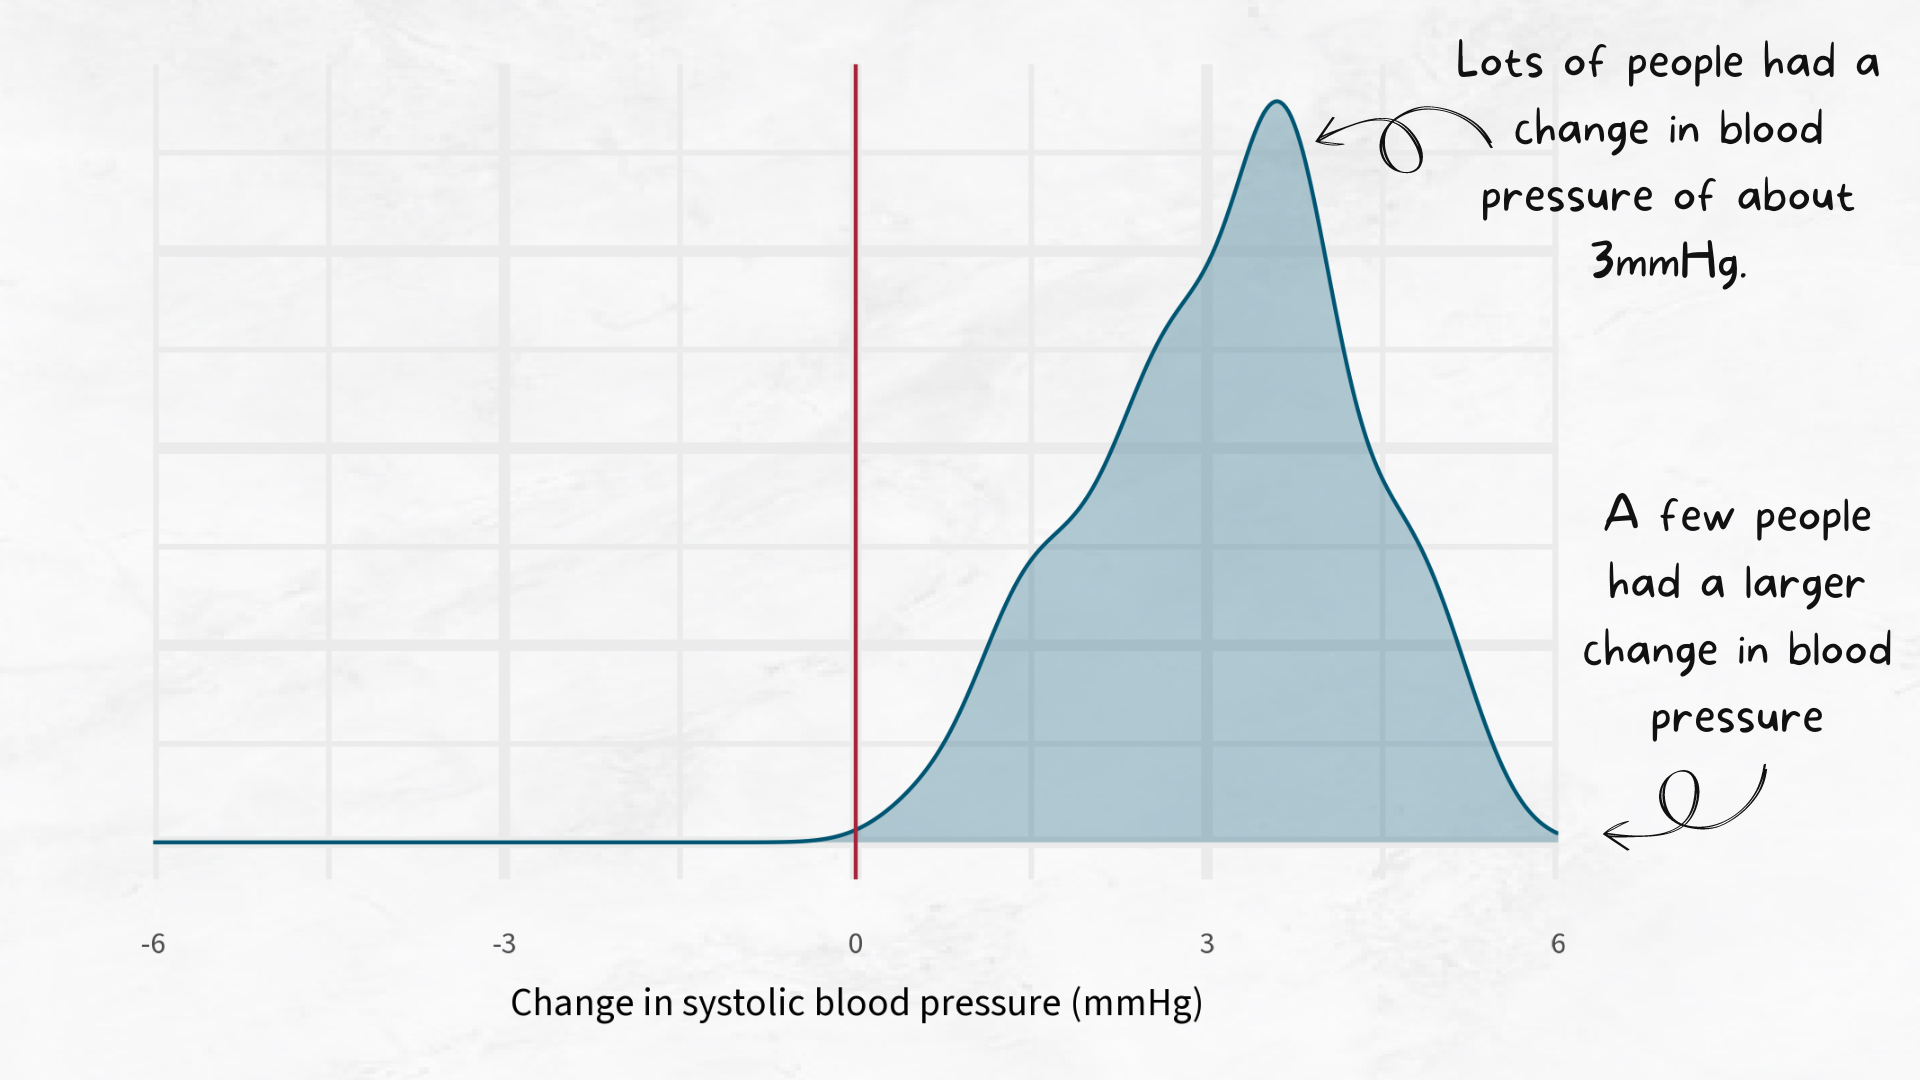 Lots of people had a
change in blood
pressure of about
3mmHg.
A few people
had a larger
change in blood
pressure
-6 -3 0 3 6
Change in systolic blood pressure (mmHg)